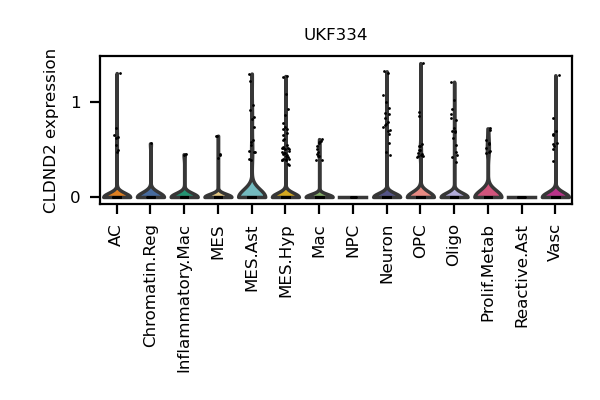 UKF334
CLDND2 expression
1
0
AC
Chromatin.Reg
Inflammatory.Mac
MES
MES.Ast
MES.Hyp
Mac
NPC
Neuron
OPC
Oligo
Prolif.Metab
Reactive.Ast
Vasc